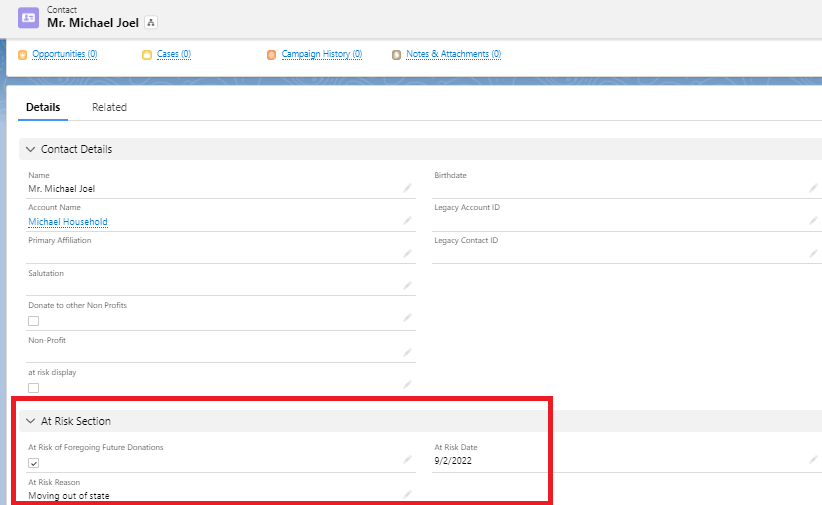 Contact
Mr. Michael Joel
Opportunities (0) Cases (0) Campaign History (0) Notes & Attachments (0)
Details Related
Contact Details
Name Birthdate
Mr. Michael Joel
Account Name Legacy Account ID
Michael Household
Primary Affiliation Legacy Contact ID
Salutation
Donate to other Non Profits
Non-Profit
at risk display
At Risk Section
At Risk of Foregoing Future Donations At Risk Date
9/2/2022
At Risk Reason
Moving out of state